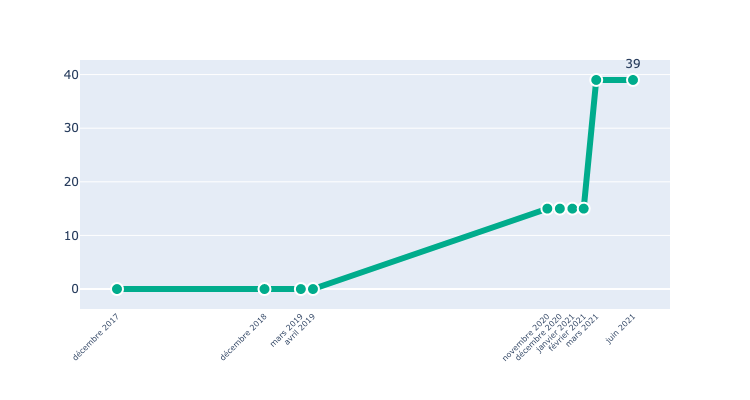 39
40
30
20
10
0
décembre 2017
décembre 2018
mars 2019
avril 2019
novembre 2020
décembre 2020
janvier 2021
février 2021
mars 2021
juin 2021